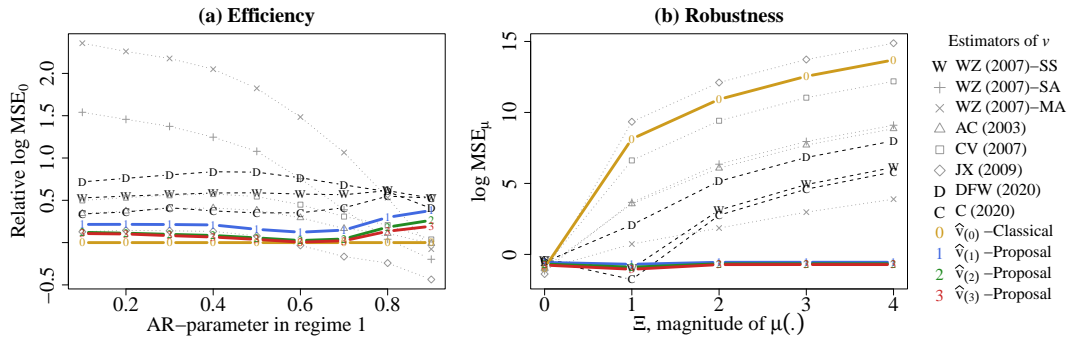 (a) Efficiency
Relative log MSE₀
−0.5
0.0
0.5
1.0
1.5
2.0
0.2
0.4
0.6
0.8
AR−parameter in regime 1
(b) Robustness
log MSEμ
0
5
10
15
0
1
2
3
4
Ξ, magnitude of μ(.)
Estimators of v
W WZ (2007)−SS
WZ (2007)−SA
WZ (2007)−MA
AC (2003)
CV (2007)
JX (2009)
D DFW (2020)
C C (2020)
0 v̂(0) −Classical
1 v̂(1) −Proposal
2 v̂(2) −Proposal
3 v̂(3) −Proposal